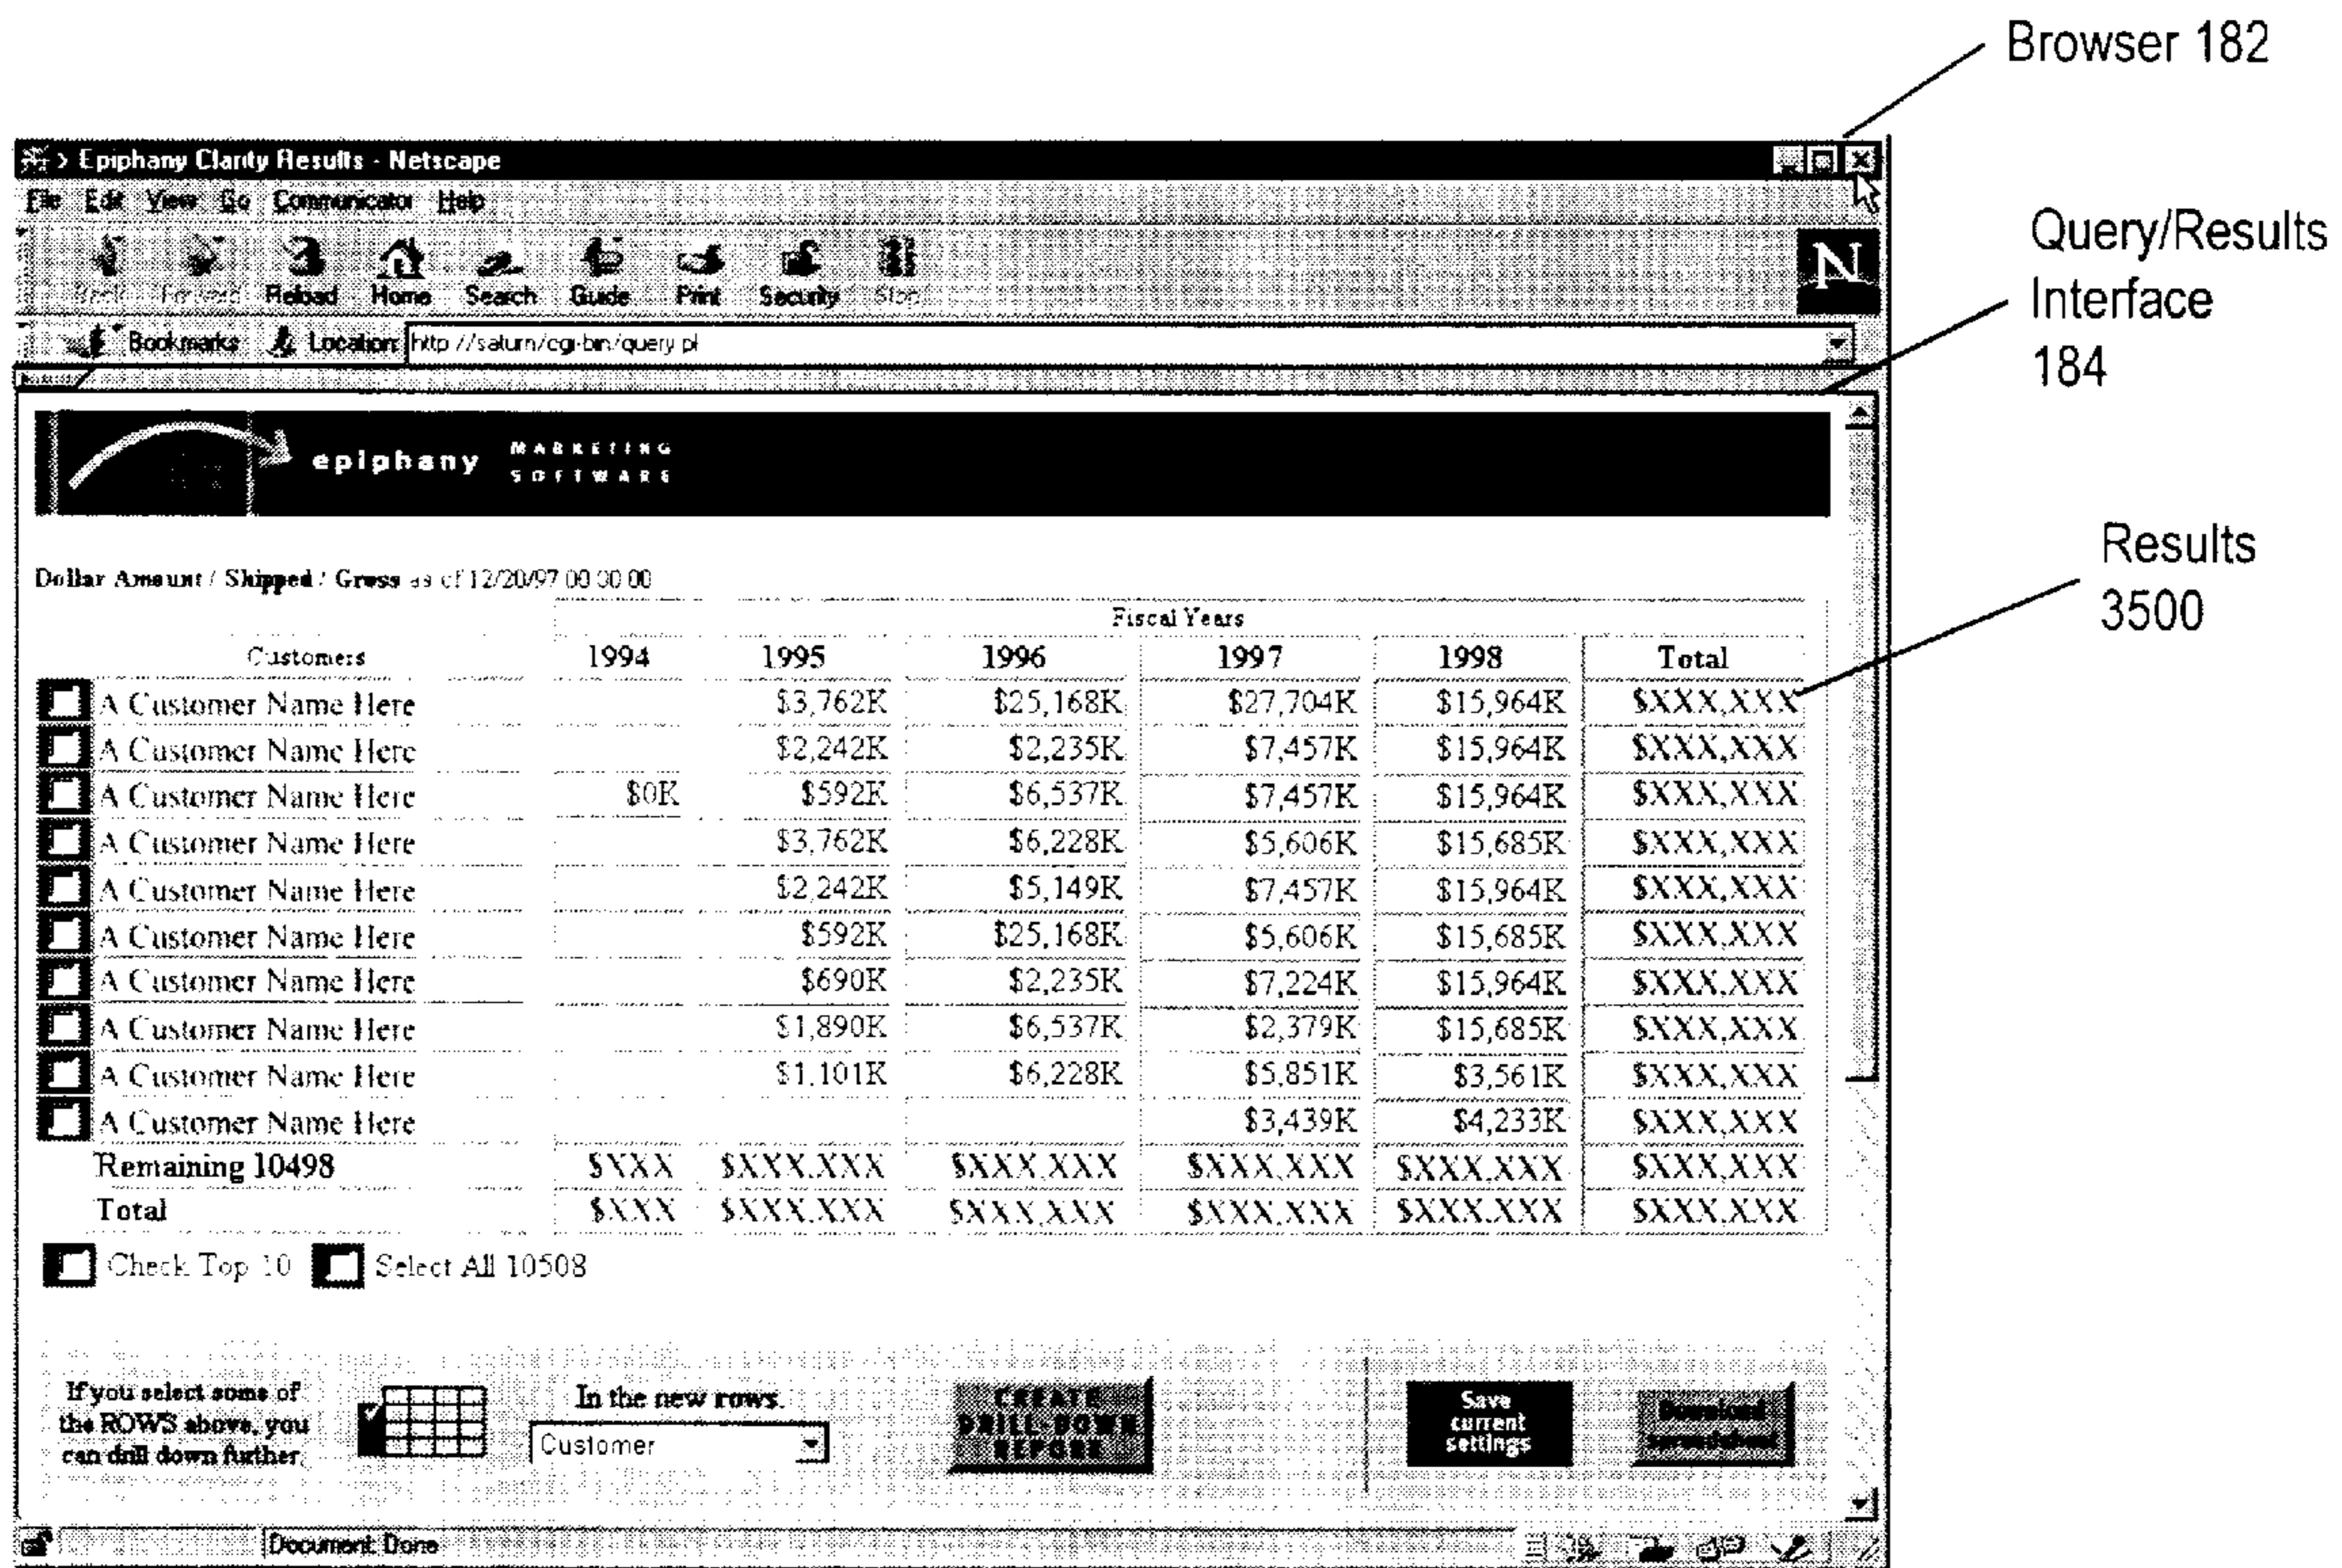 Browser 182
Epiphany Clarity Results - Netscape
File Edit View Go Communicator Help
Query/Results
Interface
184
Back Forward Reload Home Search Guide Print Security Stop
N
Bookmarks Location: http://saturn/cgi-bin/query.pl
epiphany MARKETING
SOFTWARE
Results
3500
Dollar Amount / Shipped / Gross as of 12/20/97 00:00:00
Fiscal Years
Customers 1994 1995 1996 1997 1998 Total
A Customer Name Here $3,762K $25,168K $27,704K $15,964K $XXX,XXX
A Customer Name Here $2,242K $2,235K $7,457K $15,964K $XXX,XXX
A Customer Name Here $0K $592K $6,537K $7,457K $15,964K $XXX,XXX
A Customer Name Here $3,762K $6,228K $5,606K $15,685K $XXX,XXX
A Customer Name Here $2,242K $5,149K $7,457K $15,964K $XXX,XXX
A Customer Name Here $592K $25,168K $5,606K $15,685K $XXX,XXX
A Customer Name Here $690K $2,235K $7,224K $15,964K $XXX,XXX
A Customer Name Here $1,890K $6,537K $2,379K $15,685K $XXX,XXX
A Customer Name Here $1,101K $6,228K $5,851K $3,561K $XXX,XXX
A Customer Name Here $3,439K $4,233K $XXX,XXX
Remaining 10498 $XXX $XXX,XXX $XXX,XXX $XXX,XXX $XXX,XXX $XXX,XXX
Total $XXX $XXX,XXX $XXX,XXX $XXX,XXX $XXX,XXX $XXX,XXX
Check Top 10 Select All 10508
If you select some of
the ROWS above, you
can drill down further.
In the new rows.
Customer
CREATE
DRILL-DOWN
REPORT
Save
current
settings
Download
spreadsheet
Document: Done